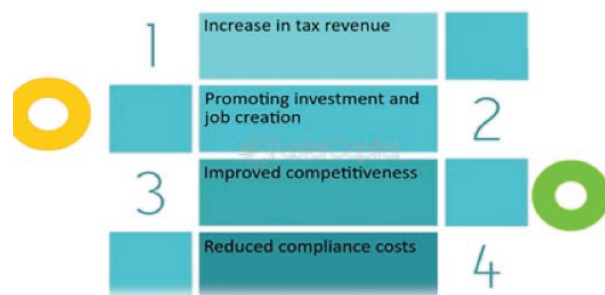 1
Increase in tax revenue
Promoting investment and
job creation
2
3
Improved competitiveness
Reduced compliance costs
4